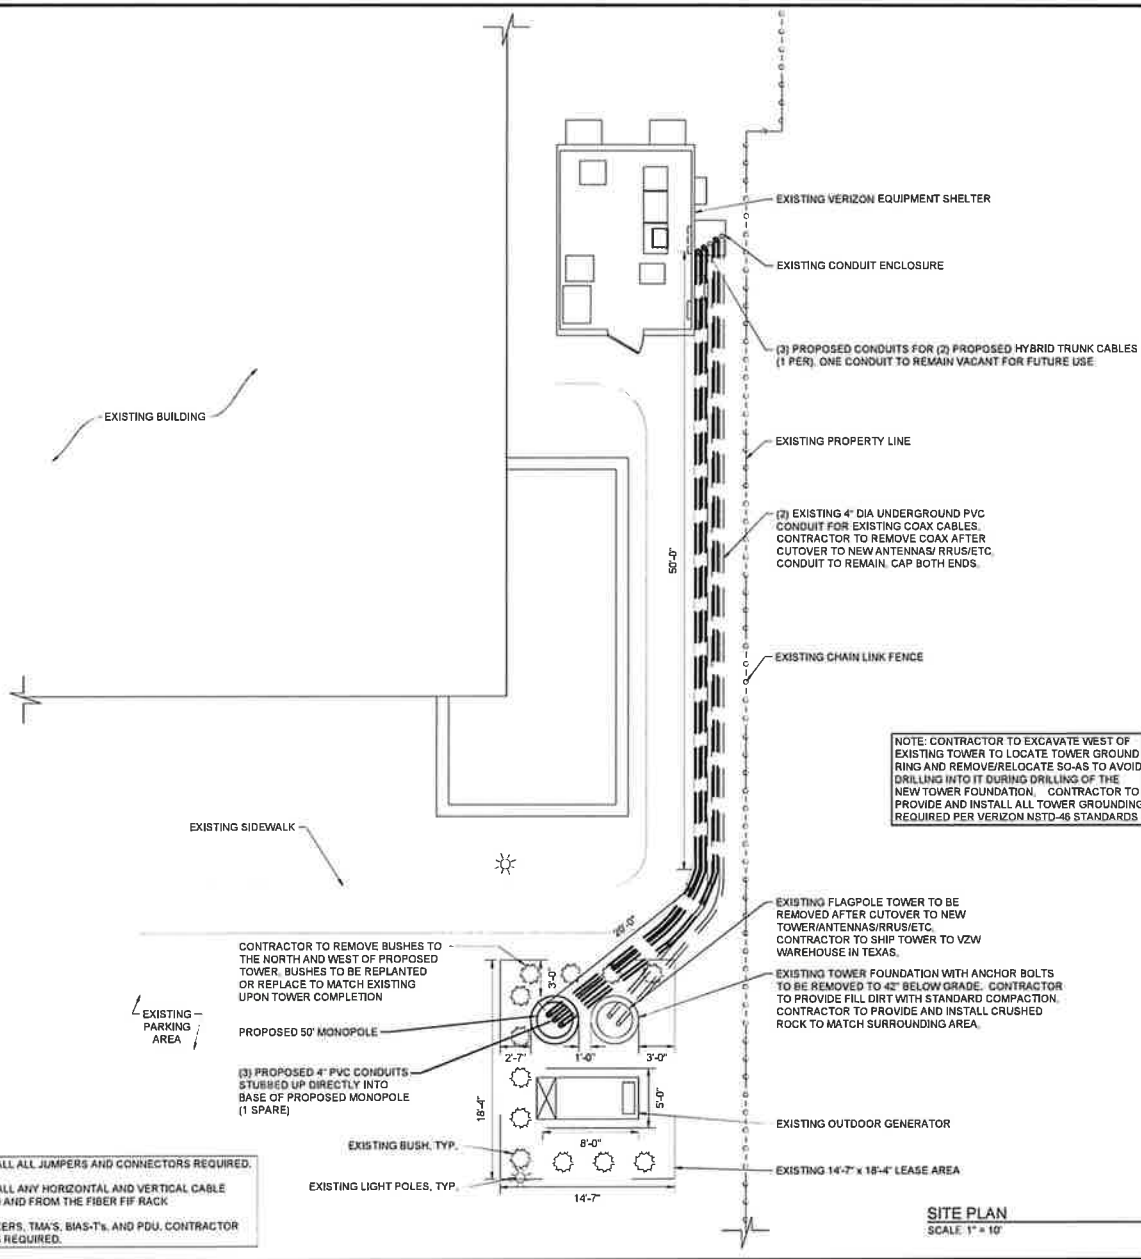 EXISTING VERIZON EQUIPMENT SHELTER
EXISTING CONDUIT ENCLOSURE
(3) PROPOSED CONDUITS FOR (2) PROPOSED HYBRID TRUNK CABLES
(1 PER). ONE CONDUIT TO REMAIN VACANT FOR FUTURE USE
EXISTING BUILDING
EXISTING PROPERTY LINE
(2) EXISTING 4" DIA UNDERGROUND PVC
CONDUIT FOR EXISTING COAX CABLES.
CONTRACTOR TO REMOVE COAX AFTER
CUTOVER TO NEW ANTENNAS/ RRUS/ETC.
CONDUIT TO REMAIN. CAP BOTH ENDS.
50'-0"
EXISTING CHAIN LINK FENCE
NOTE: CONTRACTOR TO EXCAVATE WEST OF
EXISTING TOWER TO LOCATE TOWER GROUND
RING AND REMOVE/RELOCATE SO-AS TO AVOID
DRILLING INTO IT DURING DRILLING OF THE
NEW TOWER FOUNDATION. CONTRACTOR TO
PROVIDE AND INSTALL ALL TOWER GROUNDING
REQUIRED PER VERIZON NSTD-46 STANDARDS
EXISTING SIDEWALK
EXISTING FLAGPOLE TOWER TO BE
REMOVED AFTER CUTOVER TO NEW
TOWER/ANTENNAS/RRUS/ETC.
CONTRACTOR TO SHIP TOWER TO VZW
WAREHOUSE IN TEXAS.
20'-0"
CONTRACTOR TO REMOVE BUSHES TO
THE NORTH AND WEST OF PROPOSED
TOWER. BUSHES TO BE REPLANTED
OR REPLACE TO MATCH EXISTING
UPON TOWER COMPLETION
3'-0"
EXISTING TOWER FOUNDATION WITH ANCHOR BOLTS
TO BE REMOVED TO 42" BELOW GRADE. CONTRACTOR
TO PROVIDE FILL DIRT WITH STANDARD COMPACTION.
CONTRACTOR TO PROVIDE AND INSTALL CRUSHED
ROCK TO MATCH SURROUNDING AREA.
EXISTING
PARKING
AREA
PROPOSED 50' MONOPOLE
2'-7"
1'-0"
3'-0"
(3) PROPOSED 4" PVC CONDUITS
STUBBED UP DIRECTLY INTO
BASE OF PROPOSED MONOPOLE
(1 SPARE)
18'-4"
5'-0"
EXISTING OUTDOOR GENERATOR
8'-0"
EXISTING BUSH, TYP.
EXISTING 14'-7" x 18'-4" LEASE AREA
EXISTING LIGHT POLES, TYP.
14'-7"
ALL ALL JUMPERS AND CONNECTORS REQUIRED.
ALL ANY HORIZONTAL AND VERTICAL CABLE
AND FROM THE FIBER FIF RACK
ERS, TMA'S, BIAS-T's, AND PDU. CONTRACTOR
REQUIRED.
SITE PLAN
SCALE: 1" = 10'